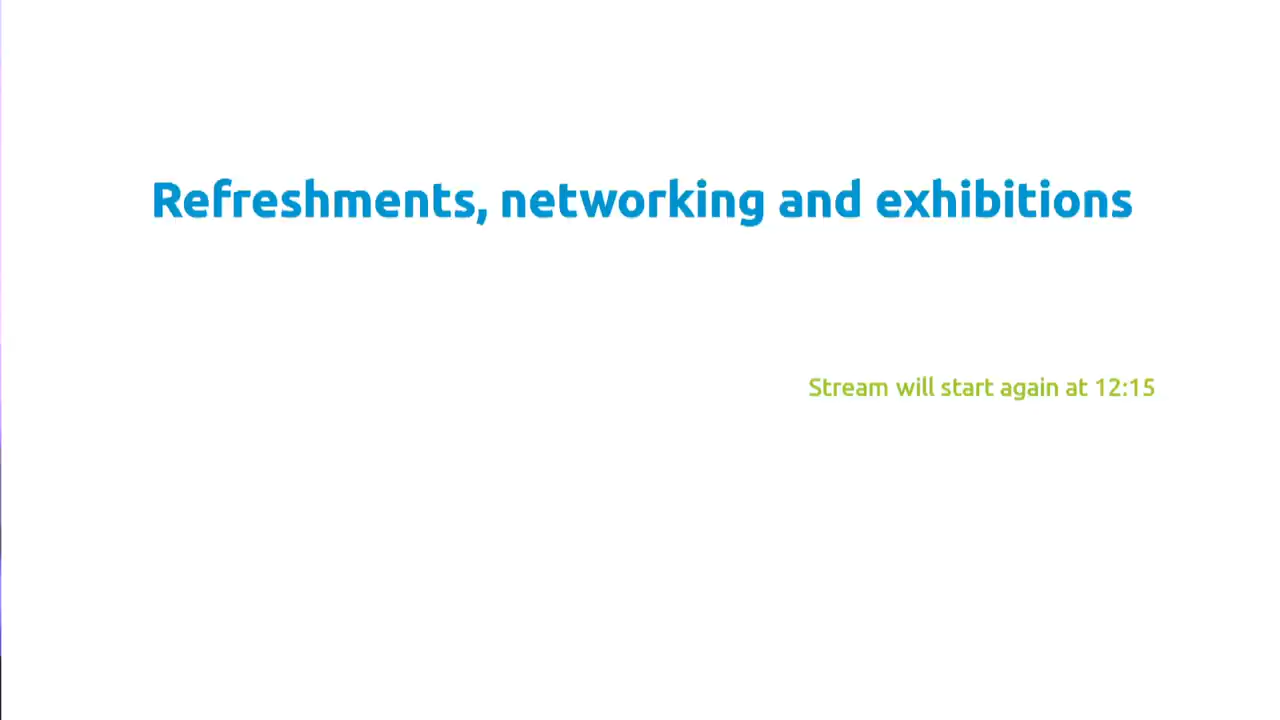 Refreshments, networking and exhibitions
Stream will start again at 12:15